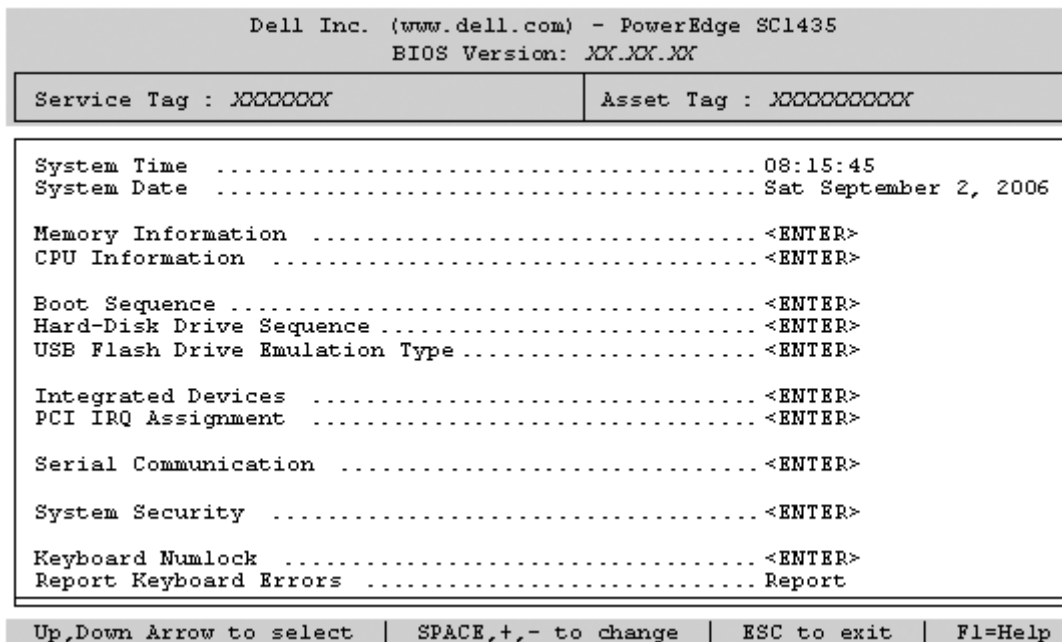 Dell Inc. (www.dell.com) - PowerEdge SC1435
BIOS Version: XX.XX.XX
Service Tag : XXXXXXX | Asset Tag : XXXXXXXXXX
System Time ........................................ 08:15:45
System Date ........................................ Sat September 2, 2006
Memory Information ................................. <ENTER>
CPU Information .................................... <ENTER>
Boot Sequence ....................................... <ENTER>
Hard-Disk Drive Sequence ............................ <ENTER>
USB Flash Drive Emulation Type ...................... <ENTER>
Integrated Devices ................................. <ENTER>
PCI IRQ Assignment ................................. <ENTER>
Serial Communication ............................... <ENTER>
System Security .................................... <ENTER>
Keyboard Numlock ................................... <ENTER>
Report Keyboard Errors ............................. Report
Up,Down Arrow to select | SPACE,+,- to change | ESC to exit | F1=Help